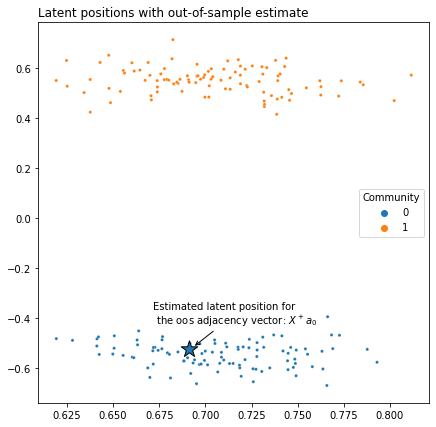 Latent positions with out-of-sample estimate
0.6
0.4
0.2
0.0
−0.2
−0.4
−0.6
Community
0
1
Estimated latent position for
the oos adjacency vector: X⁺a₀
0.625 0.650 0.675 0.700 0.725 0.750 0.775 0.800